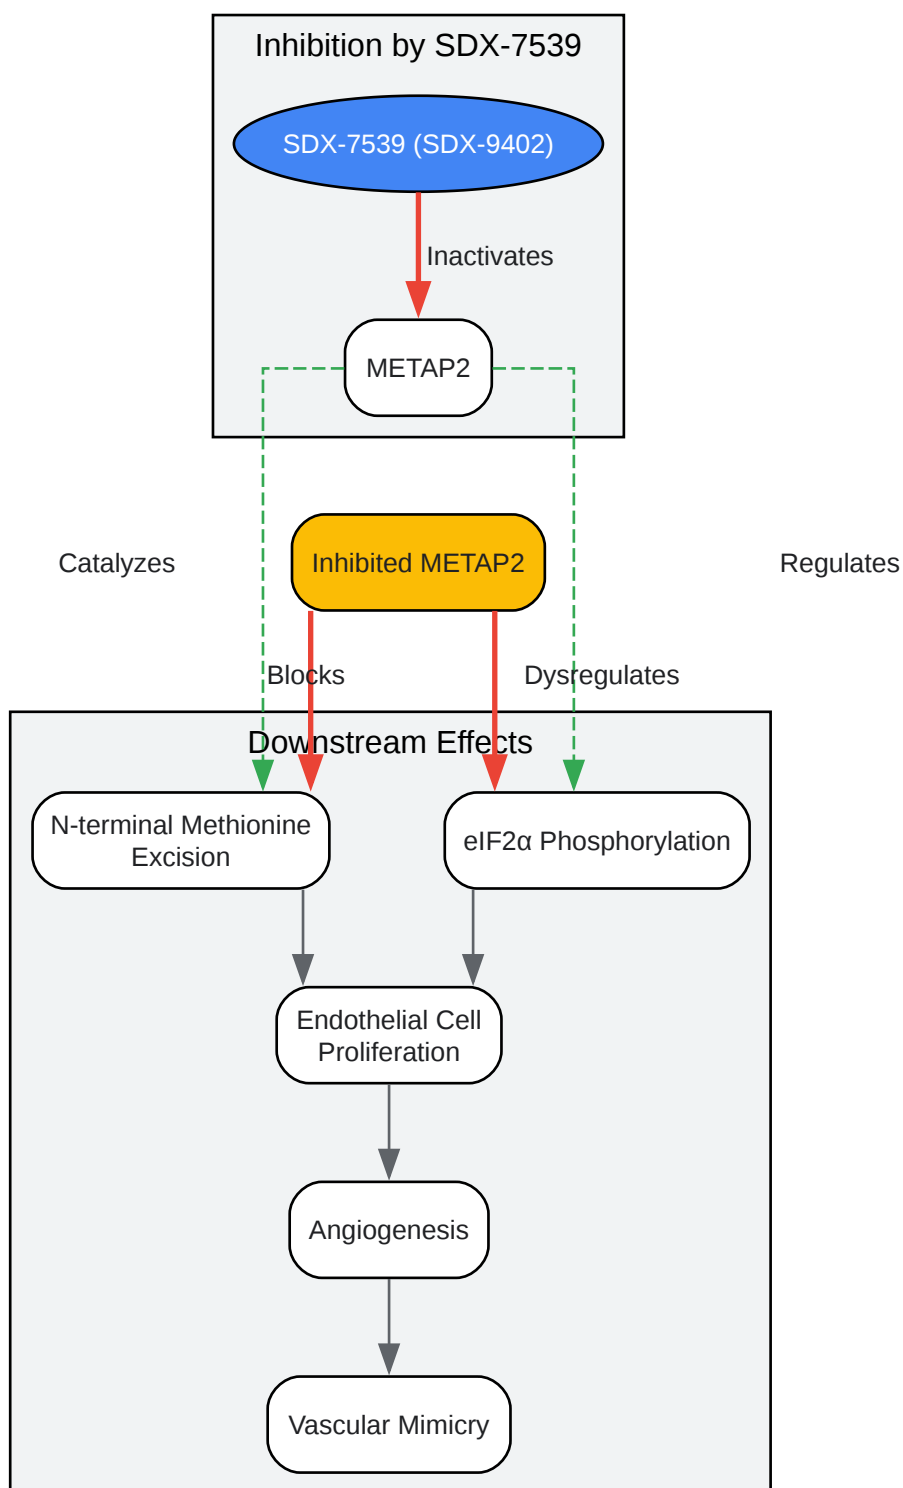 Inhibition by SDX-7539
SDX-7539 (SDX-9402)
Inactivates
METAP2
Catalyzes
Inhibited METAP2
Regulates
Blocks
Dysregulates
Downstream Effects
N-terminal Methionine
Excision
eIF2α Phosphorylation
Endothelial Cell
Proliferation
Angiogenesis
Vascular Mimicry